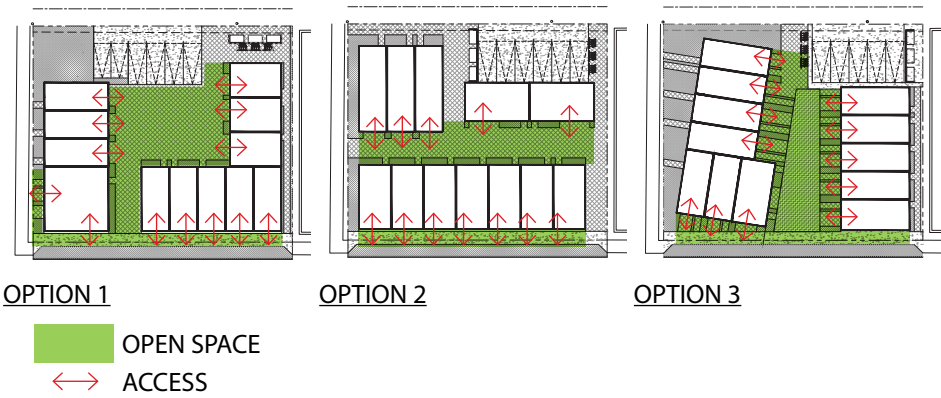 OPTION 1
OPTION 2
OPTION 3
OPEN SPACE
ACCESS